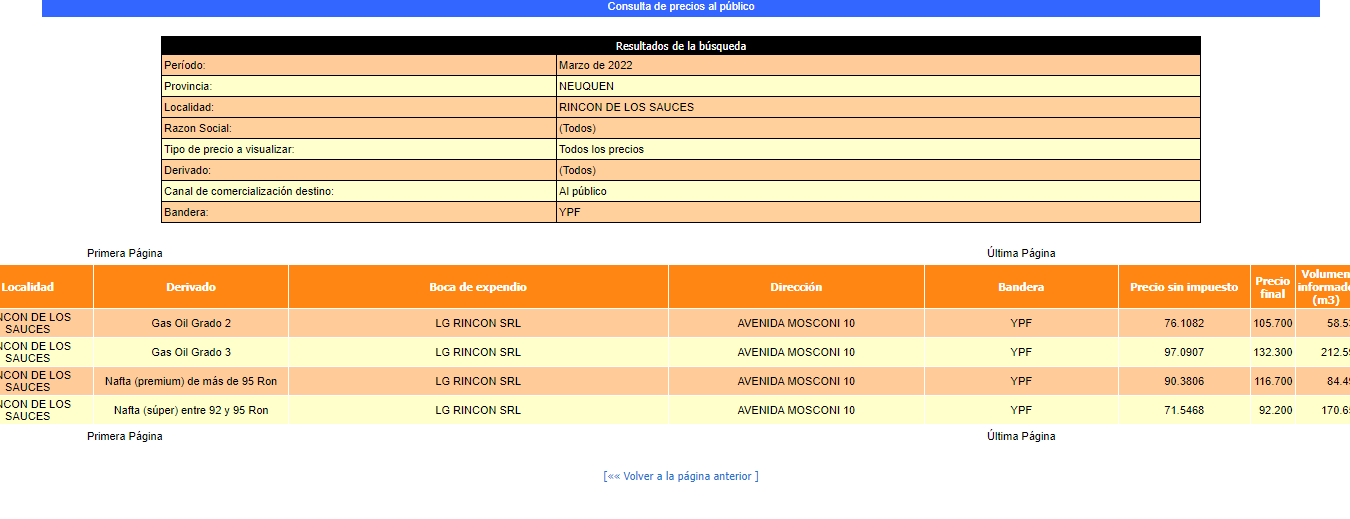 Consulta de precios al público
Resultados de la búsqueda
Período: Marzo de 2022
Provincia: NEUQUEN
Localidad: RINCON DE LOS SAUCES
Razon Social: (Todos)
Tipo de precio a visualizar: Todos los precios
Derivado: (Todos)
Canal de comercialización destino: Al público
Bandera: YPF
Primera Página Última Página
Localidad Derivado Boca de expendio Dirección Bandera Precio sin impuesto Precio final Volumen (m3)
DE LOS SAUCES Gas Oil Grado 2 LG RINCON SRL AVENIDA MOSCONI 10 YPF 76.1082 105.700
DE LOS SAUCES Gas Oil Grado 3 LG RINCON SRL AVENIDA MOSCONI 10 YPF 97.0907 132.300
DE LOS SAUCES Nafta (premium) de más de 95 Ron LG RINCON SRL AVENIDA MOSCONI 10 YPF 90.3806 116.700
DE LOS SAUCES Nafta (súper) entre 92 y 95 Ron LG RINCON SRL AVENIDA MOSCONI 10 YPF 71.5468 92.200
Primera Página Última Página
[«« Volver a la página anterior ]